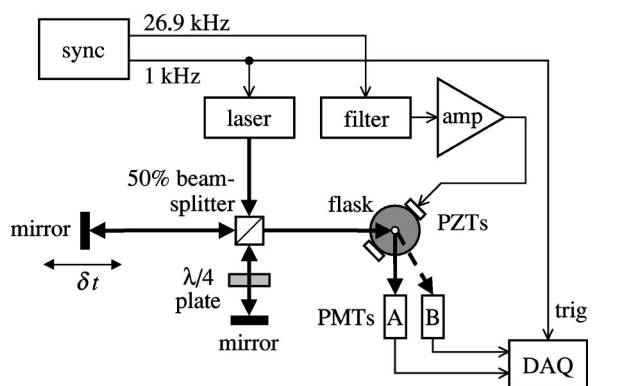 26.9 kHz
sync
1 kHz
laser
filter
amp
50% beam-
splitter
flask
PZTs
mirror
δt
λ/4
plate
PMTs
A
B
trig
mirror
DAQ